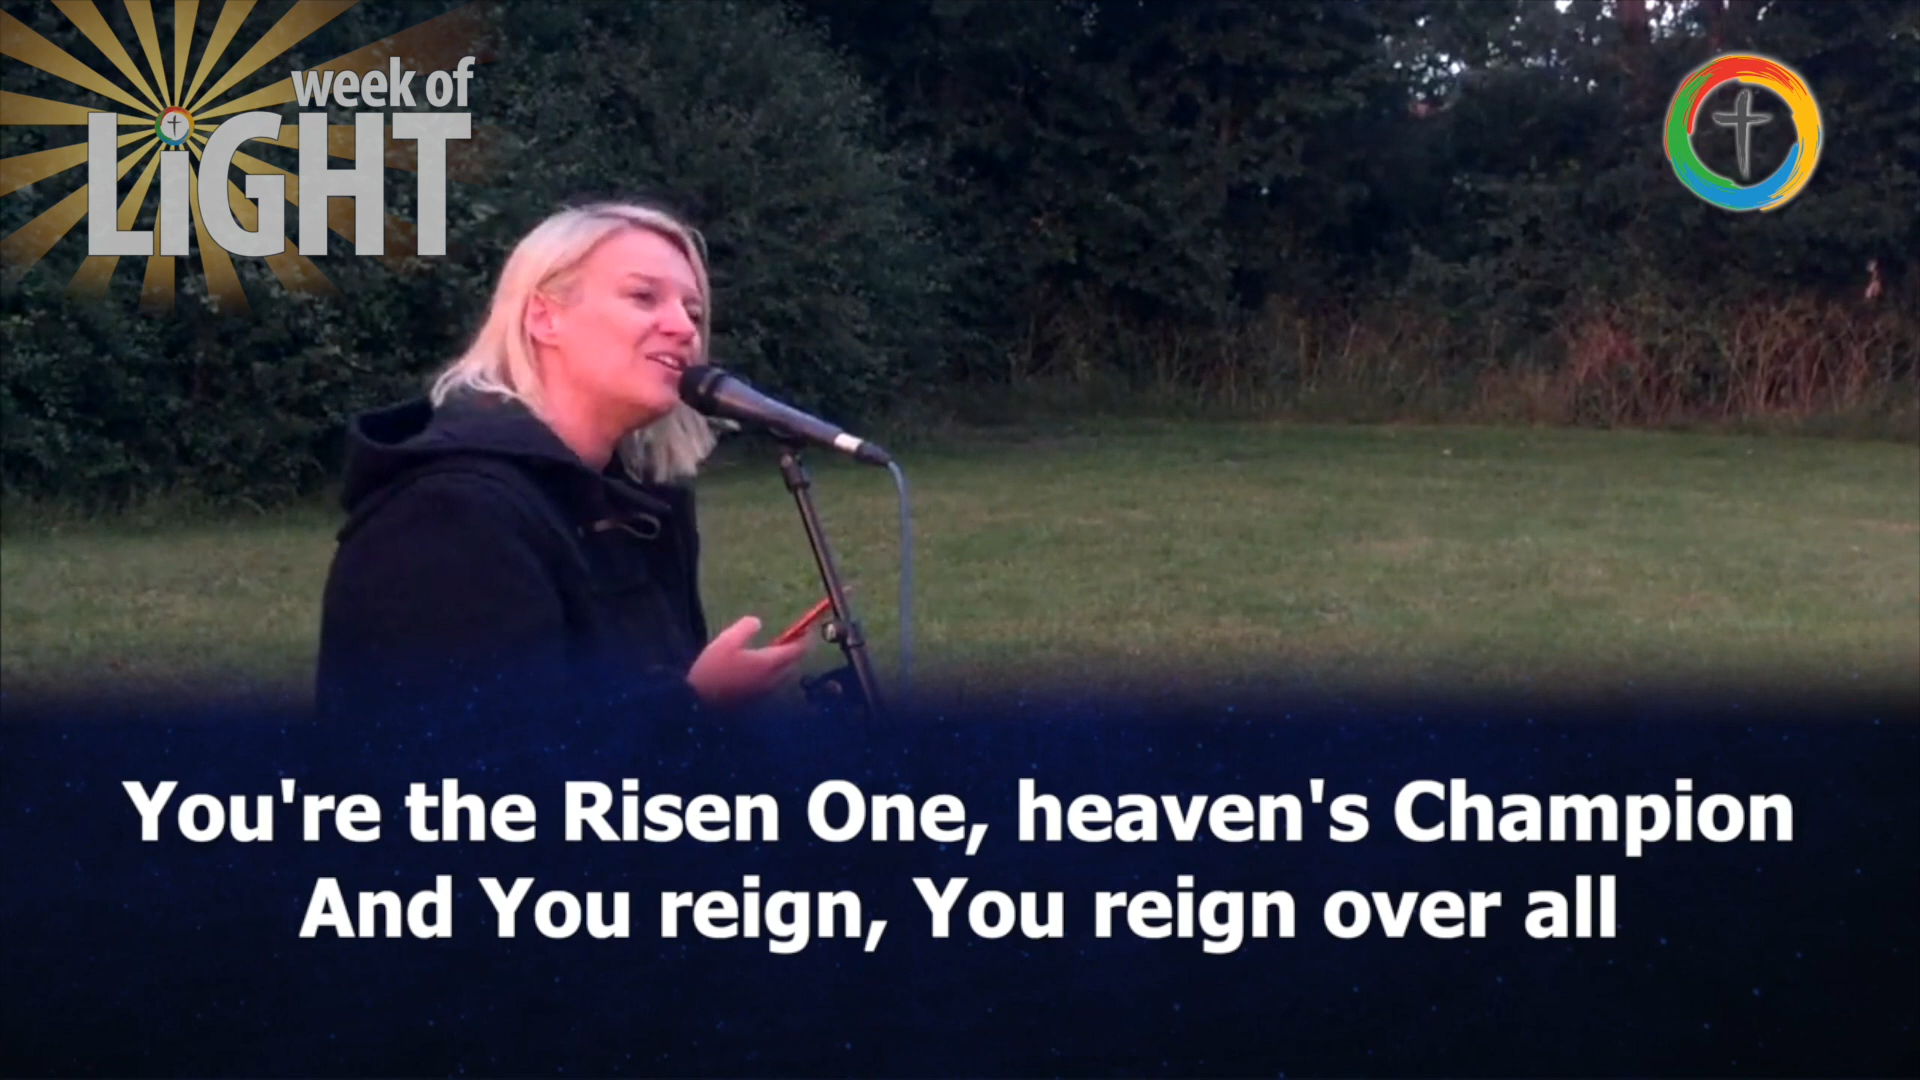 week of
LiGHT
You're the Risen One, heaven's Champion
And You reign, You reign over all